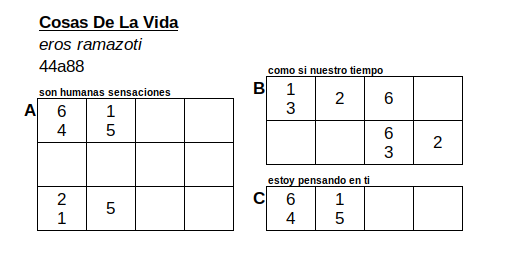 Cosas De La Vida
eros ramazoti
44a88
son humanas sensaciones
A
6 1
4 5
2 5
1
como si nuestro tiempo
B
1 2 6
3
6 2
3
estoy pensando en ti
C
6 1
4 5